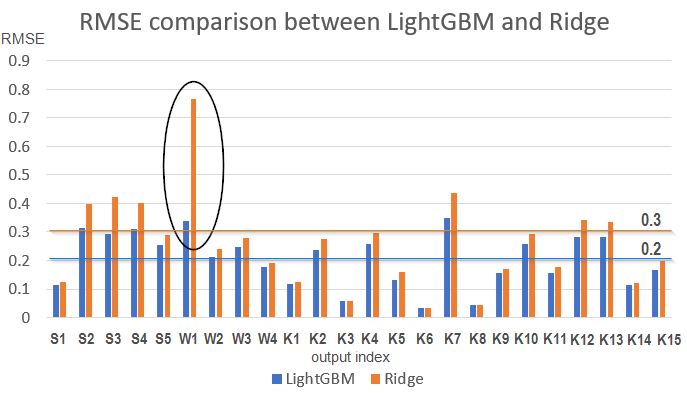 RMSE comparison between LightGBM and Ridge
RMSE
0.9
0.8
0.7
0.6
0.5
0.4
0.3
0.3
0.2
0.2
0.1
0
S1 S2 S3 S4 S5 W1 W2 W3 W4 K1 K2 K3 K4 K5 K6 K7 K8 K9 K10 K11 K12 K13 K14 K15
output index
LightGBM Ridge